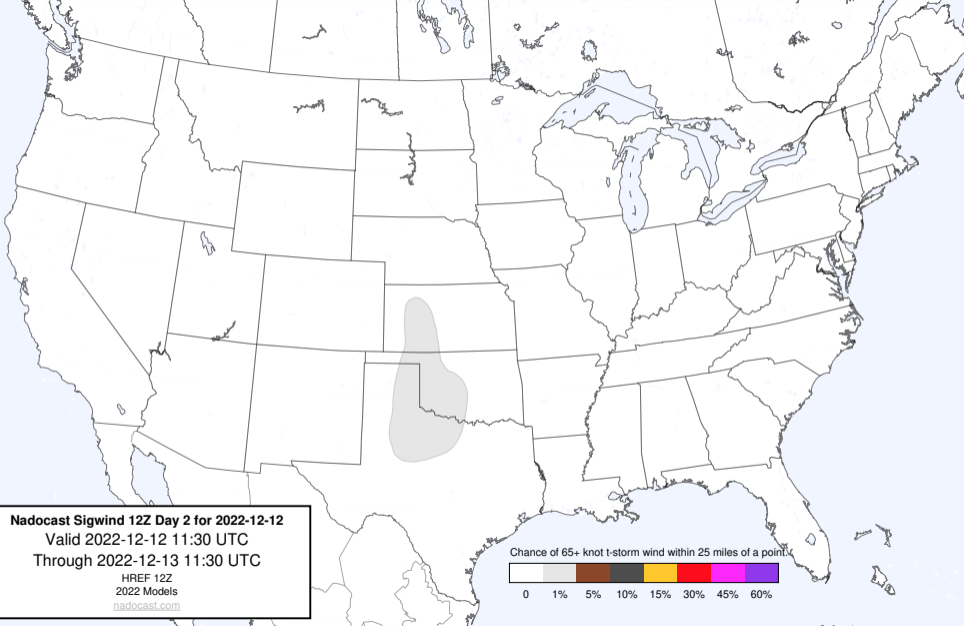 Nadocast Sigwind 12Z Day 2 for 2022-12-12
Valid 2022-12-12 11:30 UTC
Through 2022-12-13 11:30 UTC
HREF 12Z
2022 Models
nadocast.com
Chance of 65+ knot t-storm wind within 25 miles of a point.
0 1% 5% 10% 15% 30% 45% 60%